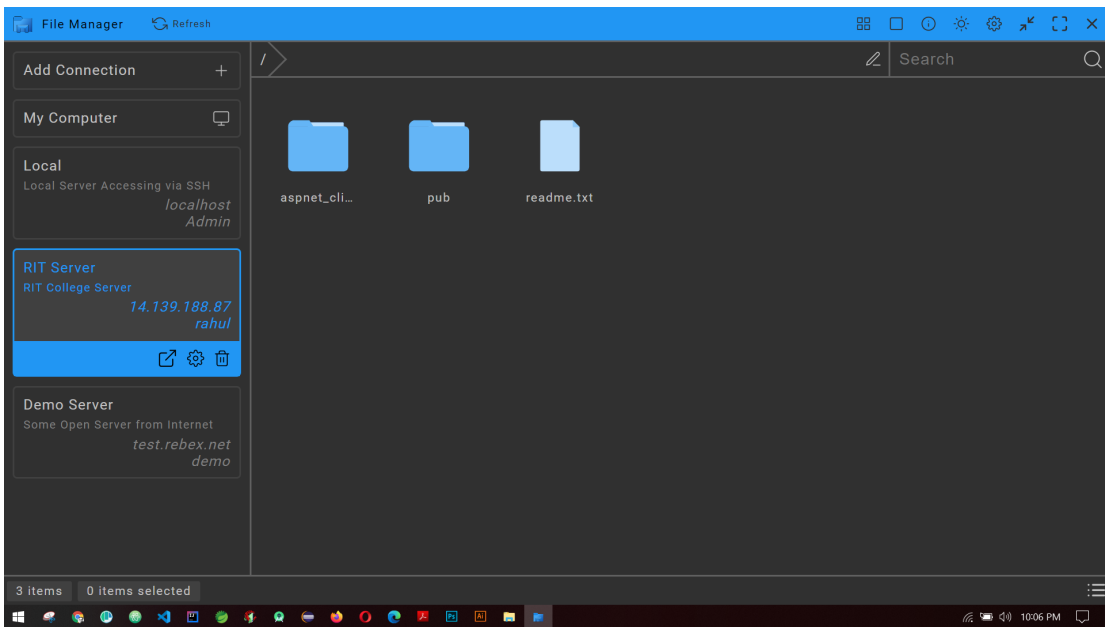 File Manager Refresh
Add Connection
My Computer
Local
Local Server Accessing via SSH
localhost
Admin
RIT Server
RIT College Server
14.139.188.87
rahul
Demo Server
Some Open Server from Internet
test.rebex.net
demo
/
Search
aspnet_cli... pub readme.txt
3 items 0 items selected
10:06 PM